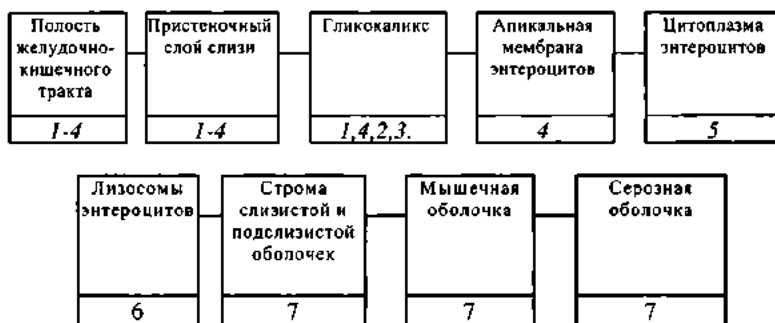 Полость
желудочно-
кишечного
тракта
1-4
Пристеночный
слой слизи
1-4
Гликокаликс
1,4,2,3.
Апикальная
мембрана
энтероцитов
4
Цитоплазма
энтероцитов
5
Лизосомы
энтероцитов
6
Строма
слизистой и
подслизистой
оболочек
7
Мышечная
оболочка
7
Серозная
оболочка
7